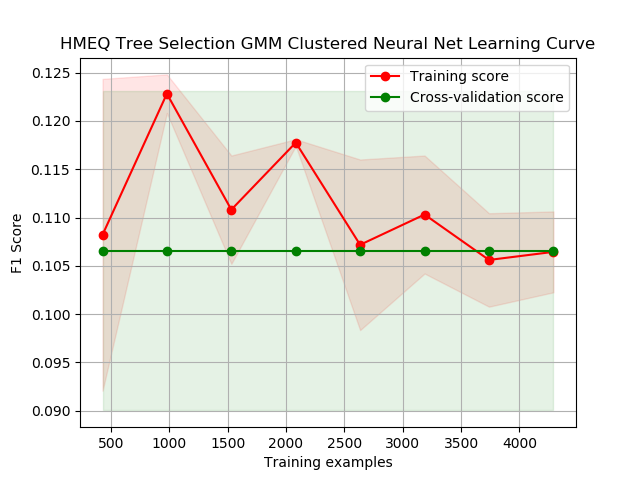 HMEQ Tree Selection GMM Clustered Neural Net Learning Curve
Training score
Cross-validation score
F1 Score
0.125
0.120
0.115
0.110
0.105
0.100
0.095
0.090
500 1000 1500 2000 2500 3000 3500 4000
Training examples